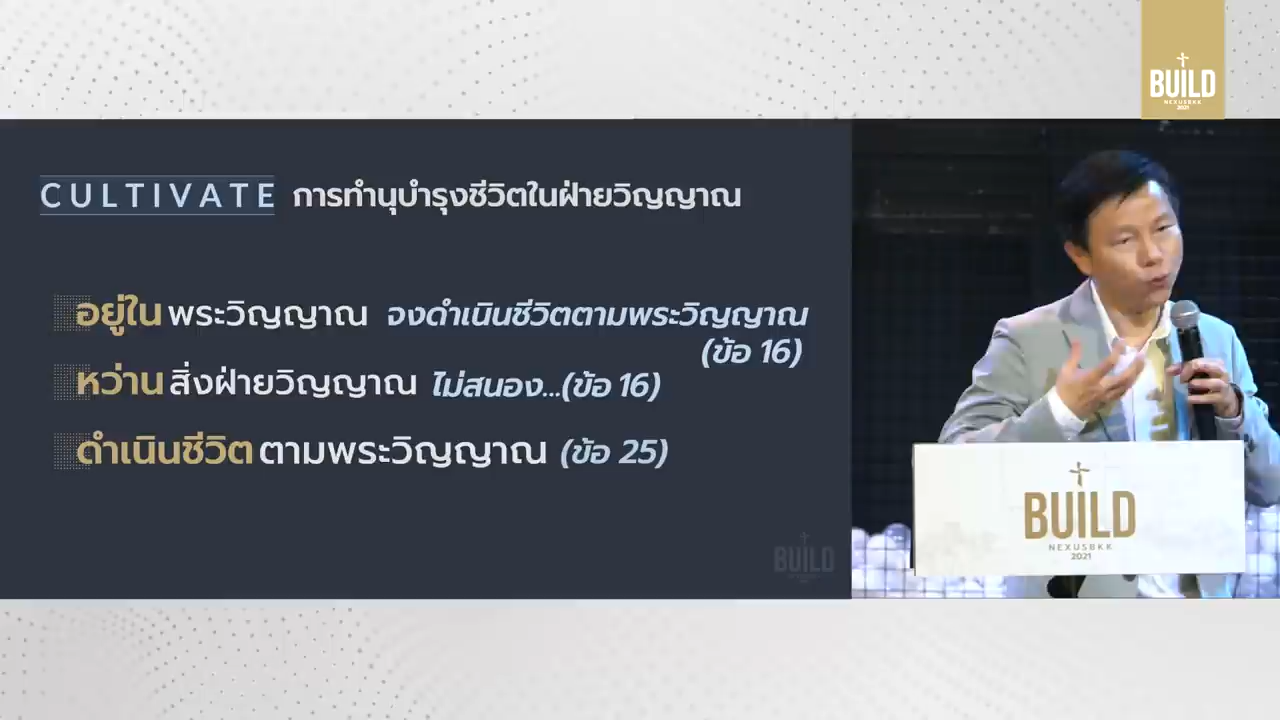 BUILD
NEXUSBKK
2021
CULTIVATE การทำนุบำรุงชีวิตในฝ่ายวิญญาณ
อยู่ในพระวิญญาณ จงดำเนินชีวิตตามพระวิญญาณ
(ข้อ 16)
หว่านสิ่งฝ่ายวิญญาณ ไม่สนอง...(ข้อ 16)
ดำเนินชีวิตตามพระวิญญาณ (ข้อ 25)
BUILD
BUILD
NEXUSBKK
2021